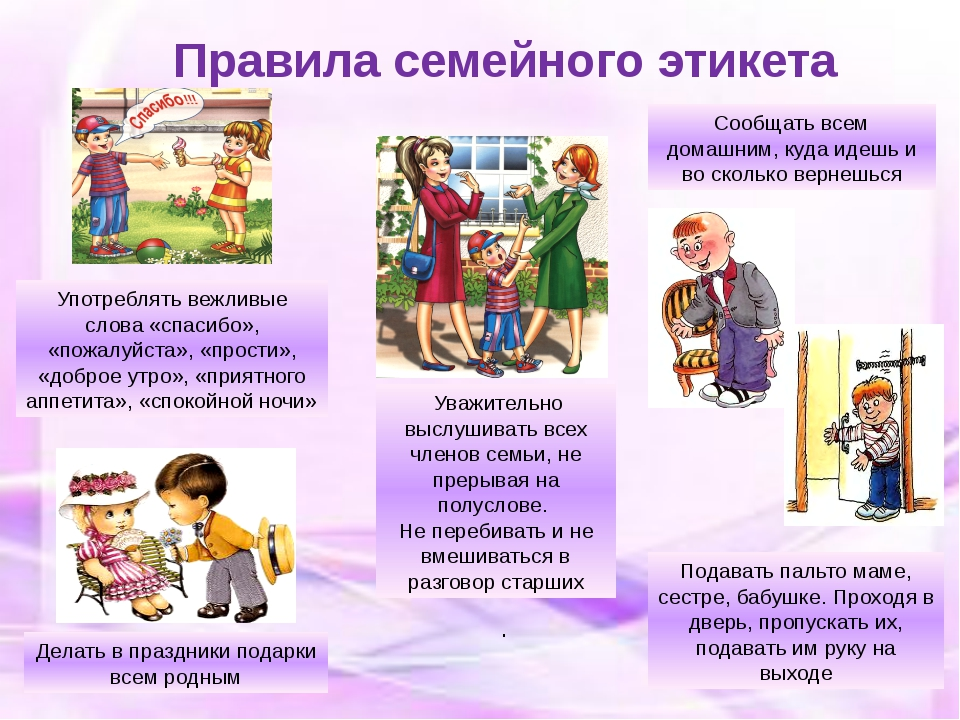 Правила семейного этикета
Спасибо!!!
Употреблять вежливые
слова «спасибо»,
«пожалуйста», «прости»,
«доброе утро», «приятного
аппетита», «спокойной ночи»
Делать в праздники подарки
всем родным
Уважительно
выслушивать всех
членов семьи, не
прерывая на
полуслове.
Не перебивать и не
вмешиваться в
разговор старших
.
Сообщать всем
домашним, куда идешь и
во сколько вернешься
Подавать пальто маме,
сестре, бабушке. Проходя в
дверь, пропускать их,
подавать им руку на
выходе